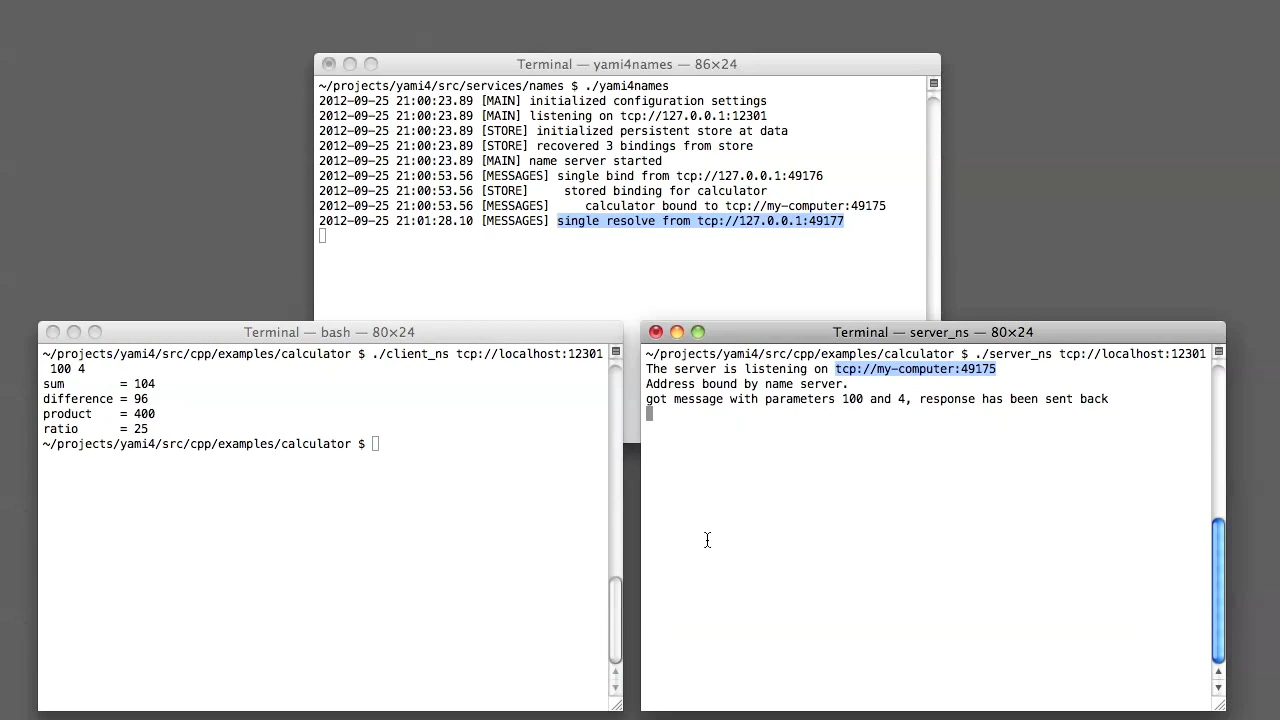 Terminal — yami4names — 86×24
~/projects/yami4/src/services/names $ ./yami4names
2012-09-25 21:00:23.89 [MAIN] initialized configuration settings
2012-09-25 21:00:23.89 [MAIN] listening on tcp://127.0.0.1:12301
2012-09-25 21:00:23.89 [STORE] initialized persistent store at data
2012-09-25 21:00:23.89 [STORE] recovered 3 bindings from store
2012-09-25 21:00:23.89 [MAIN] name server started
2012-09-25 21:00:53.56 [MESSAGES] single bind from tcp://127.0.0.1:49176
2012-09-25 21:00:53.56 [STORE]     stored binding for calculator
2012-09-25 21:00:53.56 [MESSAGES]     calculator bound to tcp://my-computer:49175
2012-09-25 21:01:28.10 [MESSAGES] single resolve from tcp://127.0.0.1:49177
Terminal — bash — 80×24
~/projects/yami4/src/cpp/examples/calculator $ ./client_ns tcp://localhost:12301
 100 4
sum        = 104
difference = 96
product    = 400
ratio      = 25
~/projects/yami4/src/cpp/examples/calculator $
Terminal — server_ns — 80×24
~/projects/yami4/src/cpp/examples/calculator $ ./server_ns tcp://localhost:12301
The server is listening on tcp://my-computer:49175
Address bound by name server.
got message with parameters 100 and 4, response has been sent back